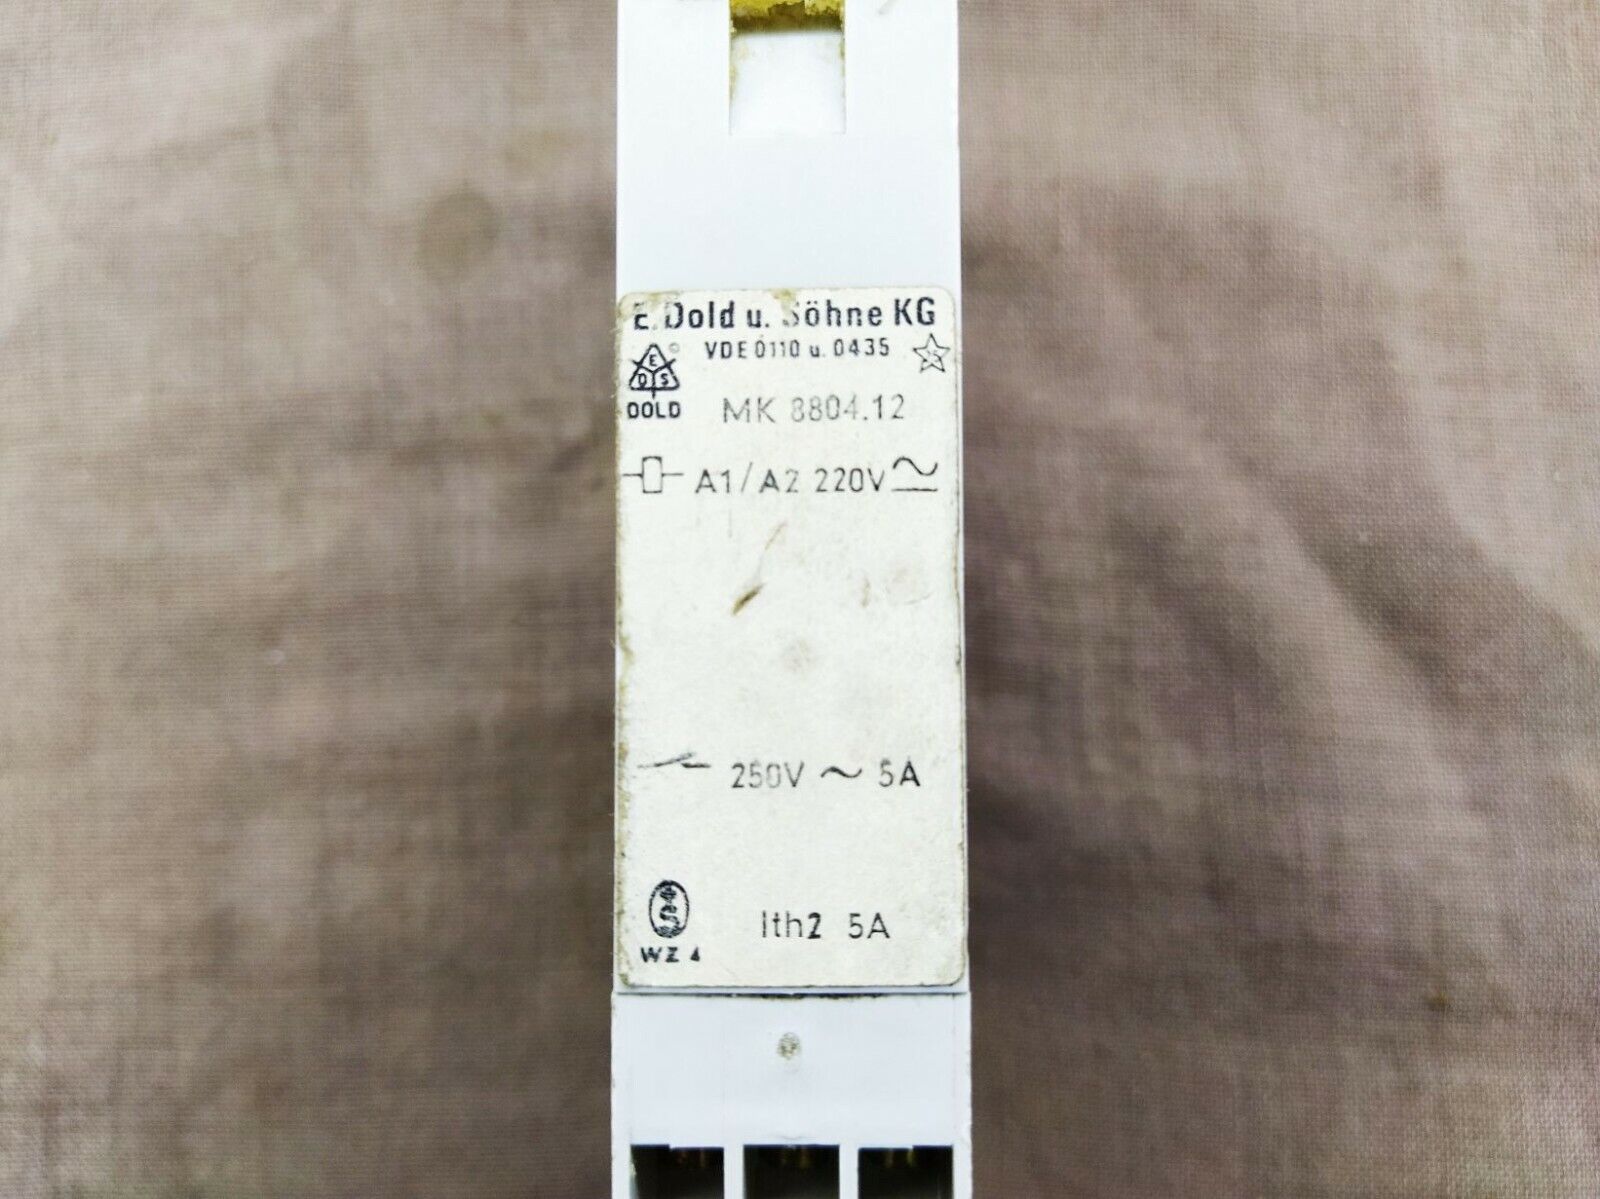 E. Dold u. Söhne KG
VDE 0110 u. 0435
©
E
D S
DOLD
MK 8804.12
A1/A2 220V ≂
250V ~ 5A
Ith2 5A
WZ 4